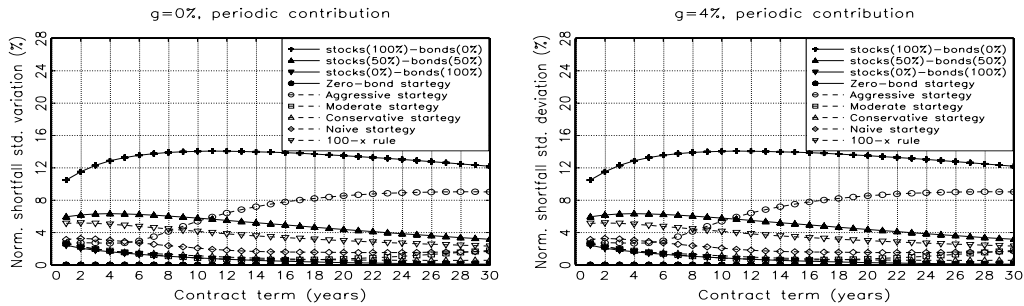 g=0%, periodic contribution
Norm. shortfall std. variation (%)
28
24
20
16
12
8
4
0
stocks(100%)-bonds(0%)
stocks(50%)-bonds(50%)
stocks(0%)-bonds(100%)
Zero-bond startegy
Aggressive startegy
Moderate startegy
Conservative startegy
Naive startegy
100-x rule
0 2 4 6 8 10 12 14 16 18 20 22 24 26 28 30
Contract term (years)
g=4%, periodic contribution
Norm. shortfall std. deviation (%)
28
24
20
16
12
8
4
0
stocks(100%)-bonds(0%)
stocks(50%)-bonds(50%)
stocks(0%)-bonds(100%)
Zero-bond startegy
Aggressive startegy
Moderate startegy
Conservative startegy
Naive startegy
100-x rule
0 2 4 6 8 10 12 14 16 18 20 22 24 26 28 30
Contract term (years)